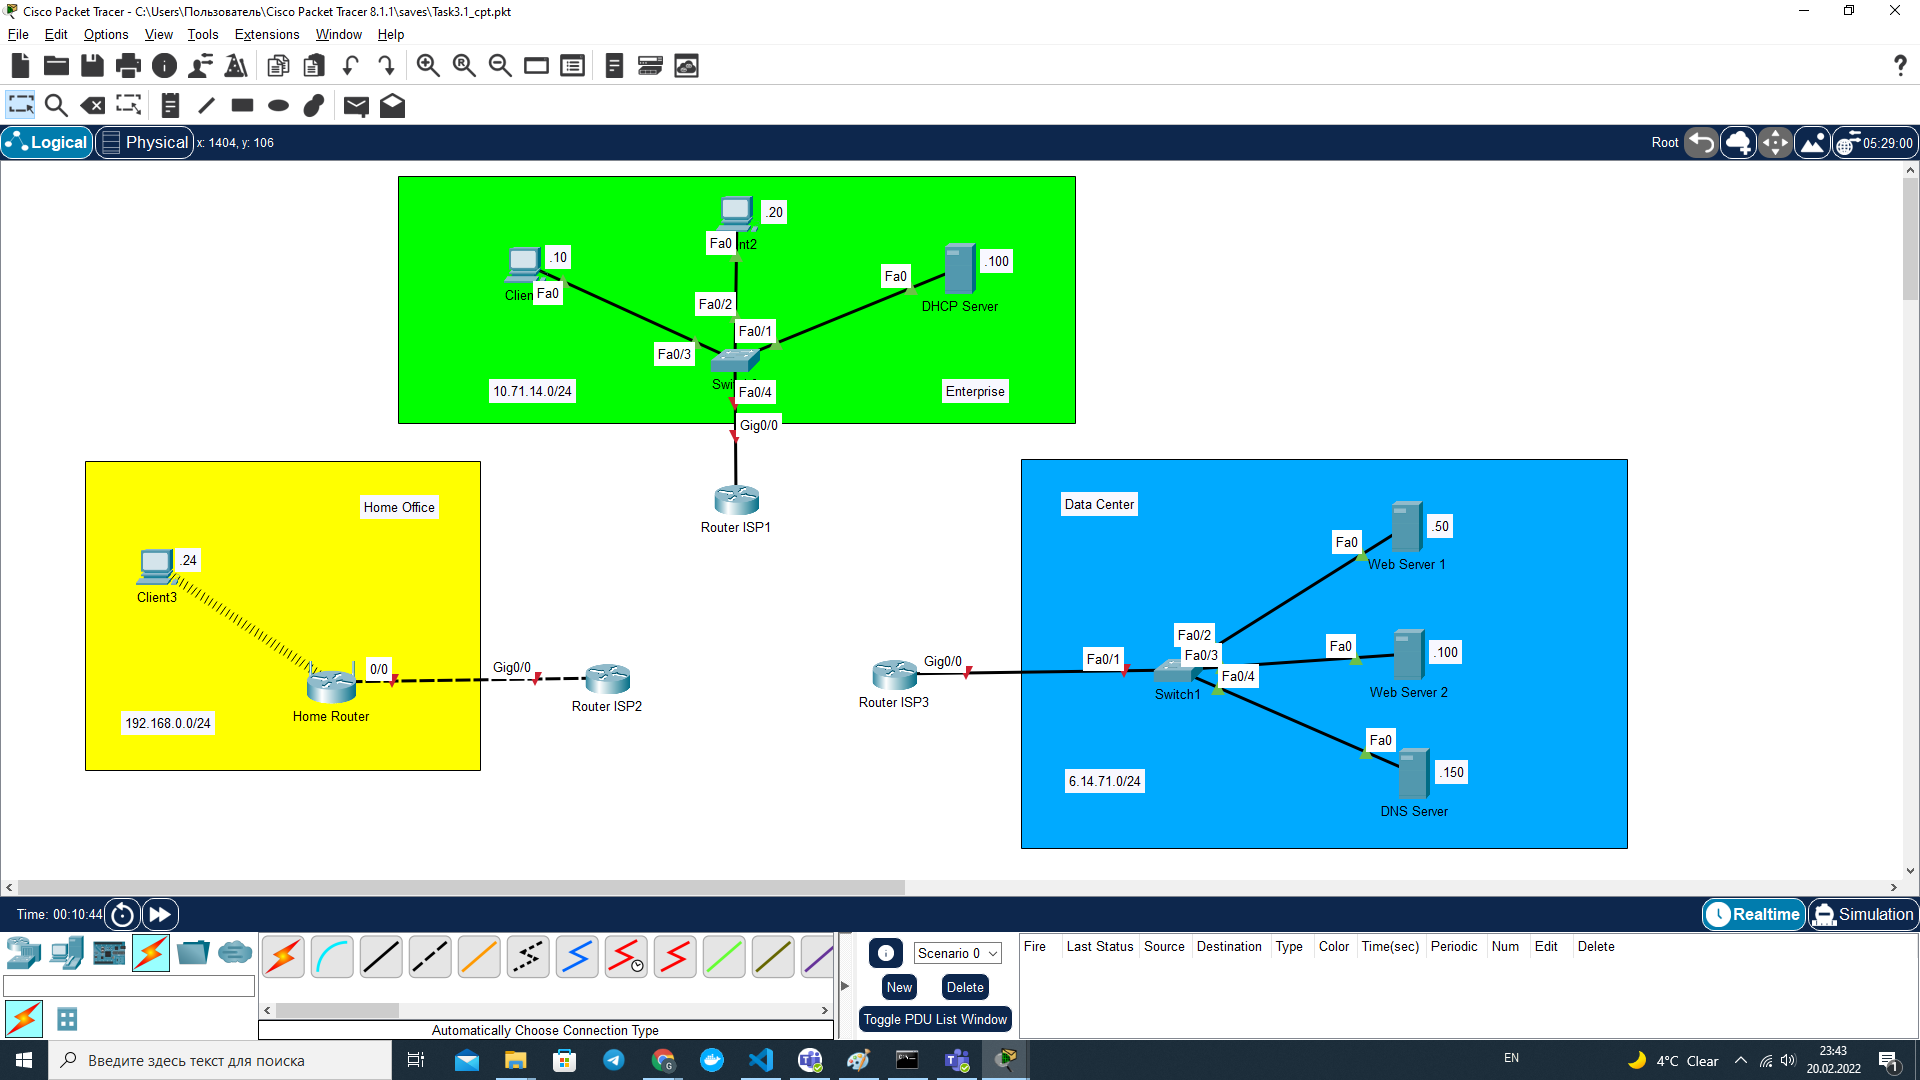 Cisco Packet Tracer - C:\Users\Пользователь\Cisco Packet Tracer 8.1.1\saves\Task3.1_cpt.pkt
File Edit Options View Tools Extensions Window Help
Logical Physical x: 1404, y: 106 Root 05:29:00
.20
Fa0 nt2
.10
Clien Fa0
Fa0
.100
DHCP Server
Fa0/2
Fa0/1
Fa0/3
Swi Fa0/4
10.71.14.0/24
Enterprise
Gig0/0
Router ISP1
Home Office
.24
Client3
0/0
Gig0/0
Home Router
Router ISP2
192.168.0.0/24
Data Center
.50
Fa0
Web Server 1
Fa0/2
Fa0/3
Fa0
.100
Gig0/0
Fa0/1
Fa0/4
Router ISP3
Switch1
Web Server 2
Fa0
.150
6.14.71.0/24
DNS Server
Time: 00:10:44 Realtime Simulation
Scenario 0
New Delete
Toggle PDU List Window
Fire Last Status Source Destination Type Color Time(sec) Periodic Num Edit Delete
Automatically Choose Connection Type
Введите здесь текст для поиска
EN
4°C Clear
23:43
20.02.2022
1